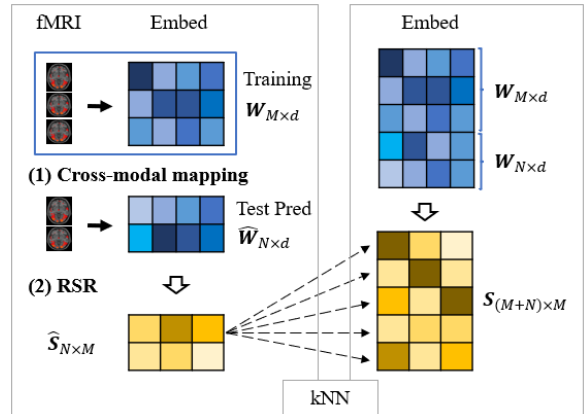 fMRI Embed
Training
W_{M×d}
(1) Cross-modal mapping
Test Pred
Ŵ_{N×d}
(2) RSR
Ŝ_{N×M}
Embed
W_{M×d}
W_{N×d}
S_{(M+N)×M}
kNN